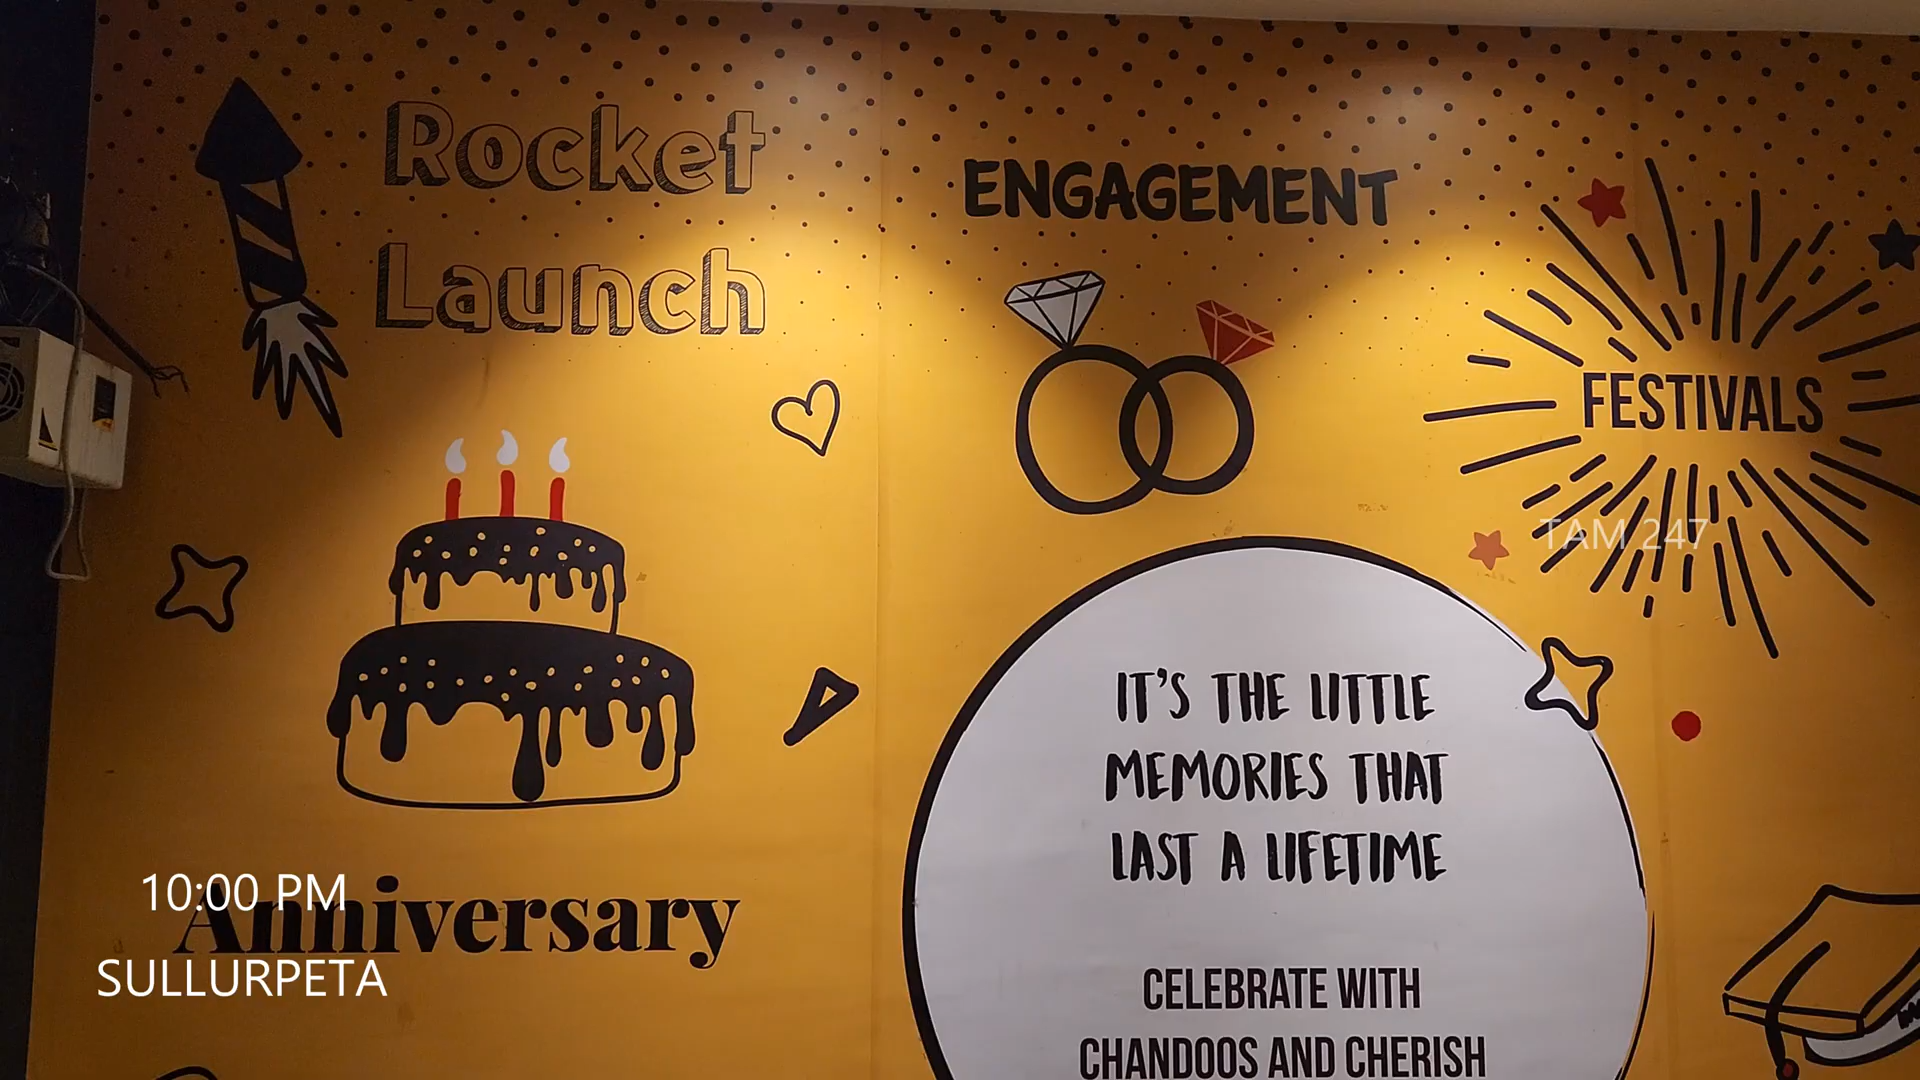 Rocket
Launch
ENGAGEMENT
FESTIVALS
TAM 247
IT'S THE LITTLE
MEMORIES THAT
LAST A LIFETIME
10:00 PM
Anniversary
SULLURPETA
CELEBRATE WITH
CHANDOOS AND CHERISH